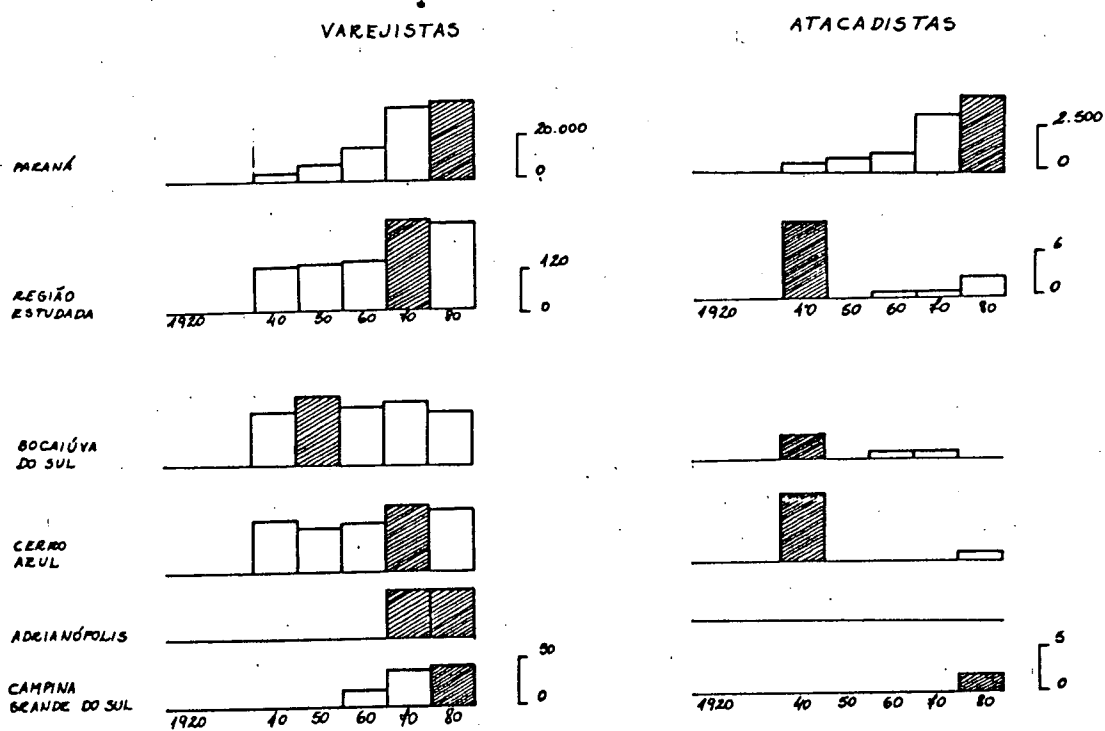 VAREJISTAS
ATACADISTAS
PARANÁ
20.000
0
2.500
0
REGIÃO
ESTUDADA
120
0
6
0
1920 40 50 60 70 80
1920 40 50 60 70 80
BOCAIÚVA
DO SUL
CERRO
AZUL
ADRIANÓPOLIS
CAMPINA
GRANDE DO SUL
50
0
5
0
1920 40 50 60 70 80
1920 40 50 60 70 80